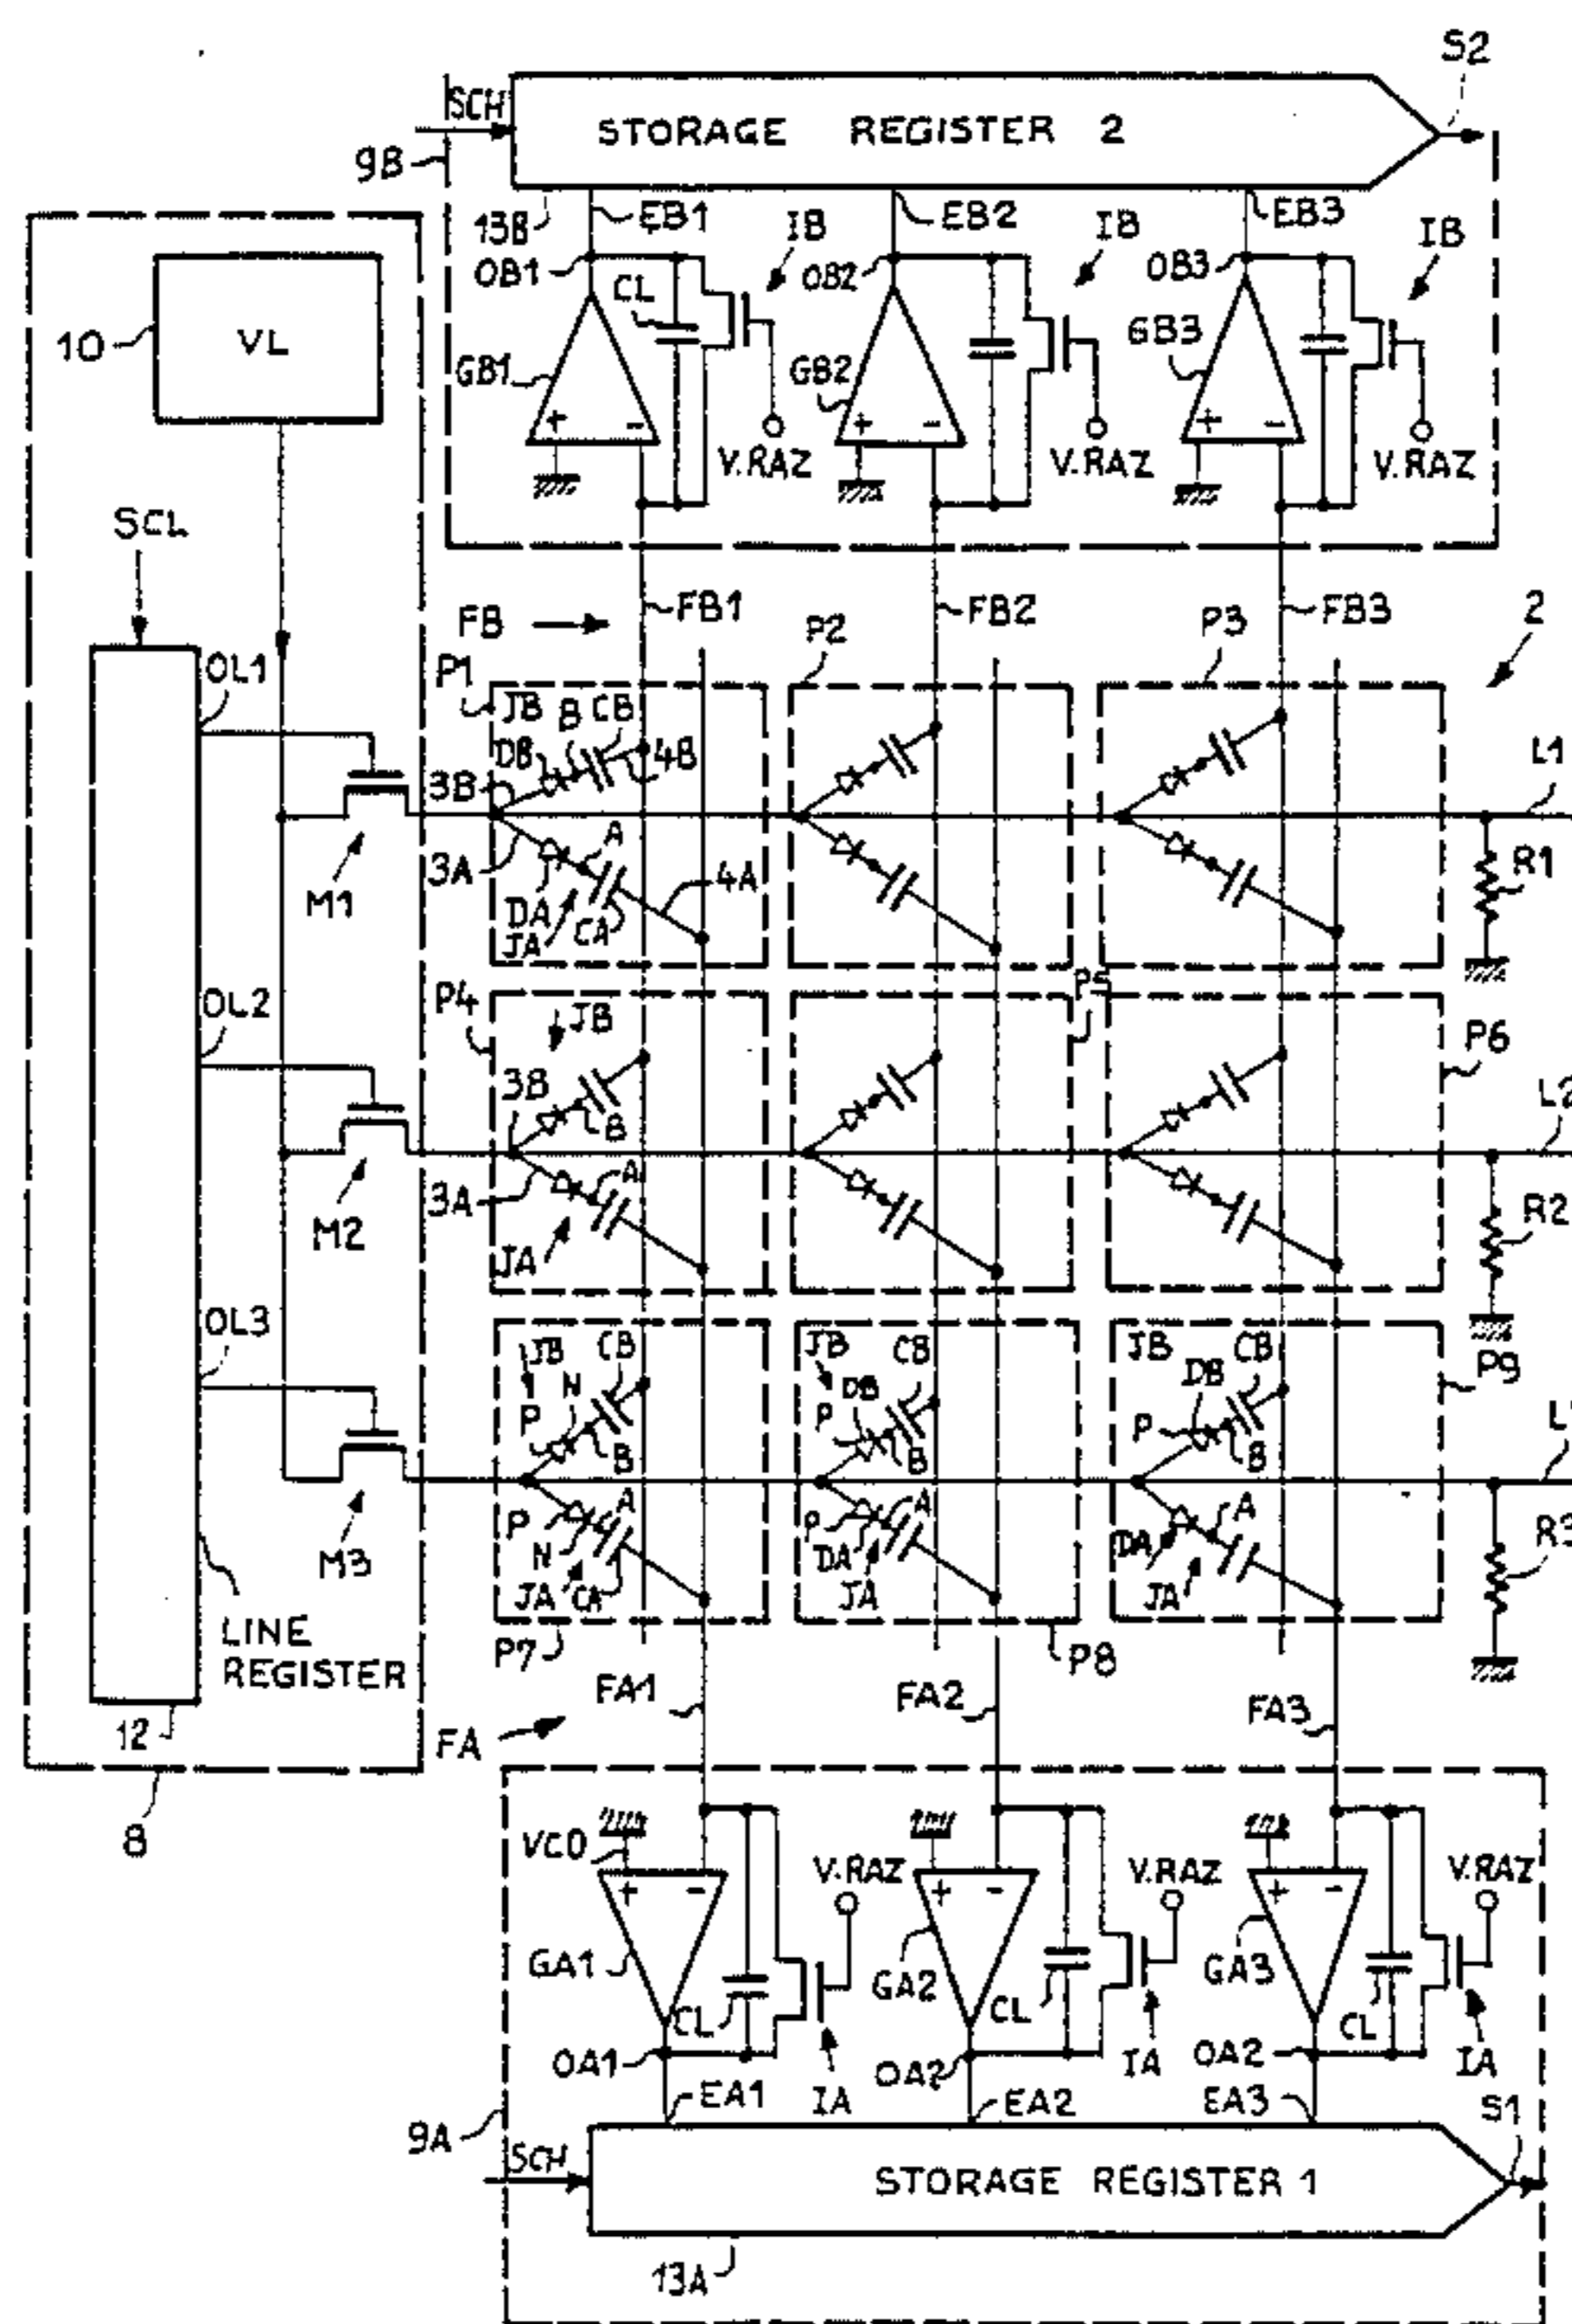 S2
SCH
STORAGE REGISTER 2
9B
13B
EB1
EB2
EB3
IB
IB
IB
OB1
OB2
OB3
CL
10
VL
GB1
GB2
GB3
+ -
+ -
+ -
V.RAZ
V.RAZ
V.RAZ
SCL
FB
FB1
FB2
FB3
2
P1
P2
P3
OL1
JB
B
CB
DB
4B
3B
L1
3A
A
4A
M1
DA
JA
CA
R1
OL2
P4
JB
P5
P6
3B
B
L2
3A
A
M2
JA
R2
OL3
JB
CB
JB
CB
JB
CB
P9
P
N
P
DB
P
DB
B
B
B
P
A
P
A
A
M3
N
DA
DA
R3
JA
CA
JA
JA
LINE
REGISTER
P7
P8
FA1
FA2
FA3
12
FA
8
VC0
+ -
+ -
+ -
V.RAZ
V.RAZ
V.RAZ
GA1
GA2
GA3
CL
CL
CL
OA1
OA2
OA2
IA
IA
IA
EA1
EA2
EA3
S1
9A
SCH
STORAGE REGISTER 1
13A